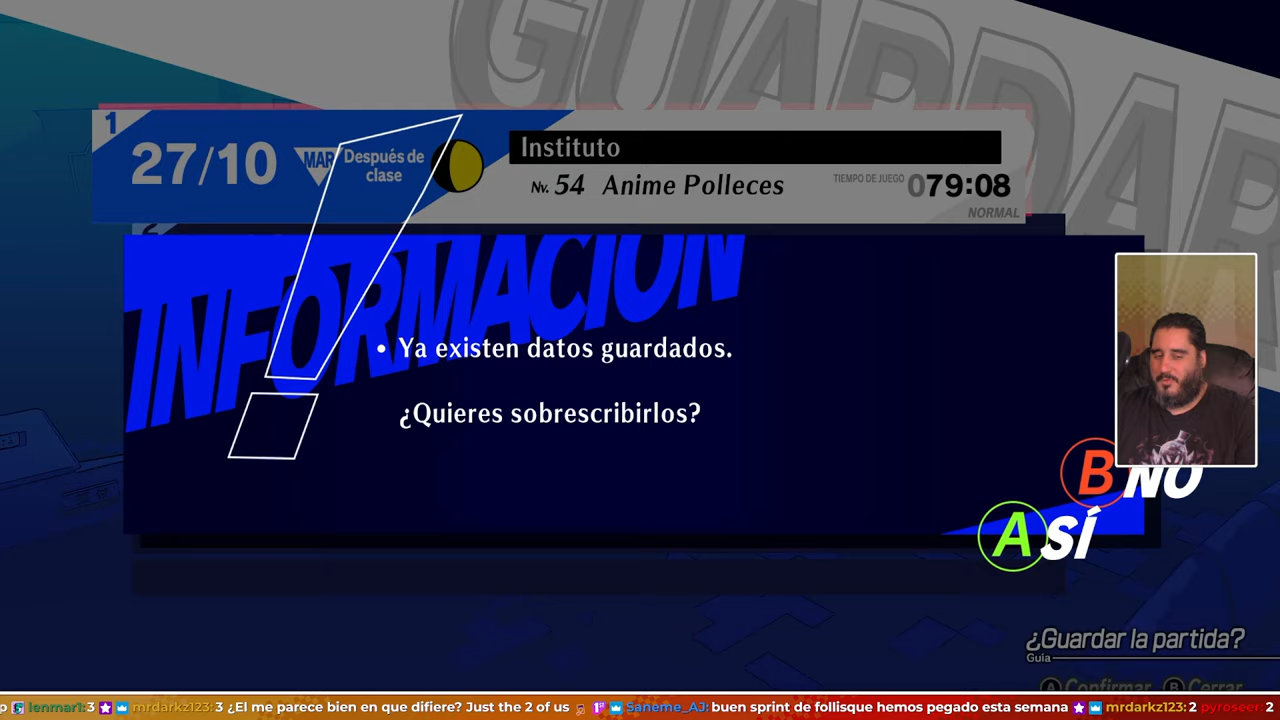 GUARDAR
1
27/10 MAR Después de clase
Instituto
Nv. 54 Anime Polleces
TIEMPO DE JUEGO 079:08
NORMAL
2
INFORMACIÓN
• Ya existen datos guardados.
¿Quieres sobrescribirlos?
B NO
A SÍ
¿Guardar la partida?
Guía
A Confirmar B Cerrar
p lenmar1: 3 mrdarkz123: 3 ¿El me parece bien en que difiere? Just the 2 of us 1º Saneme_AJ: buen sprint de follisque hemos pegado esta semana mrdarkz123: 2 pyroseer: 2